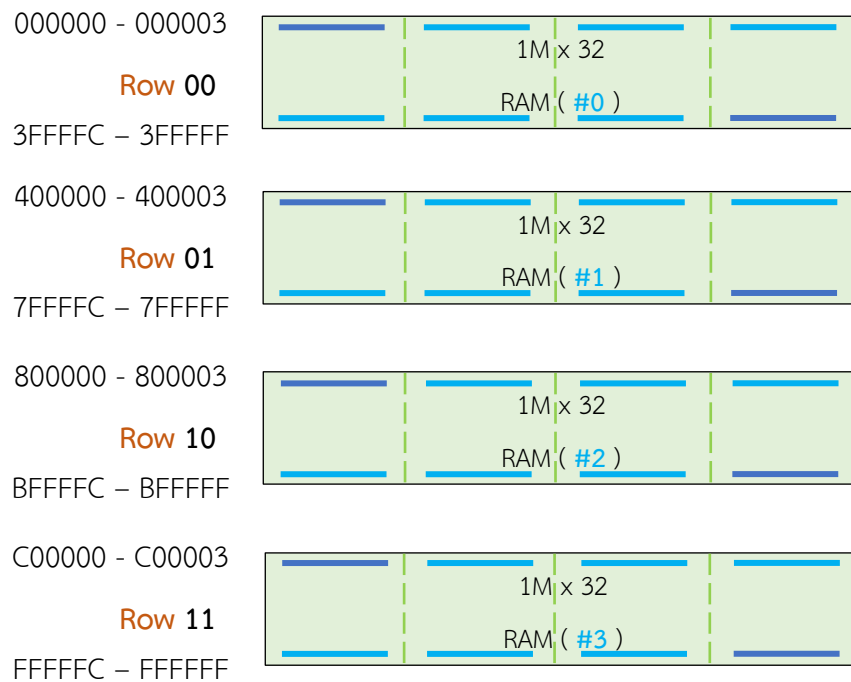 000000 - 000003
1M x 32
Row 00
RAM ( #0 )
3FFFFC – 3FFFFF
400000 - 400003
1M x 32
Row 01
RAM ( #1 )
7FFFFC – 7FFFFF
800000 - 800003
1M x 32
Row 10
RAM ( #2 )
BFFFFC – BFFFFF
C00000 - C00003
1M x 32
Row 11
RAM ( #3 )
FFFFFC – FFFFFF